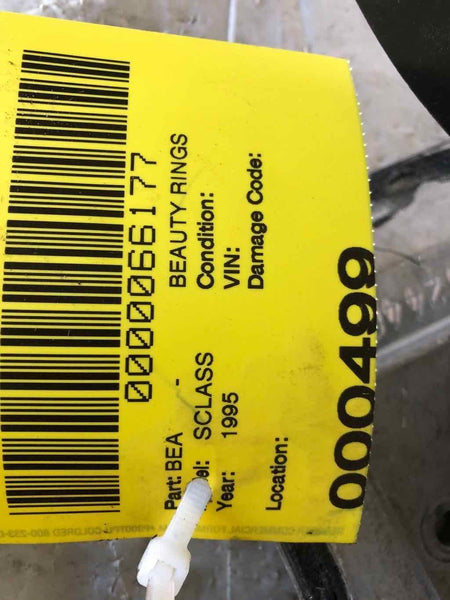 0000066177
Part: BEA - BEAUTY RINGS
SCLASS Condition:
Year: 1995 VIN:
Damage Code:
Location:
000499